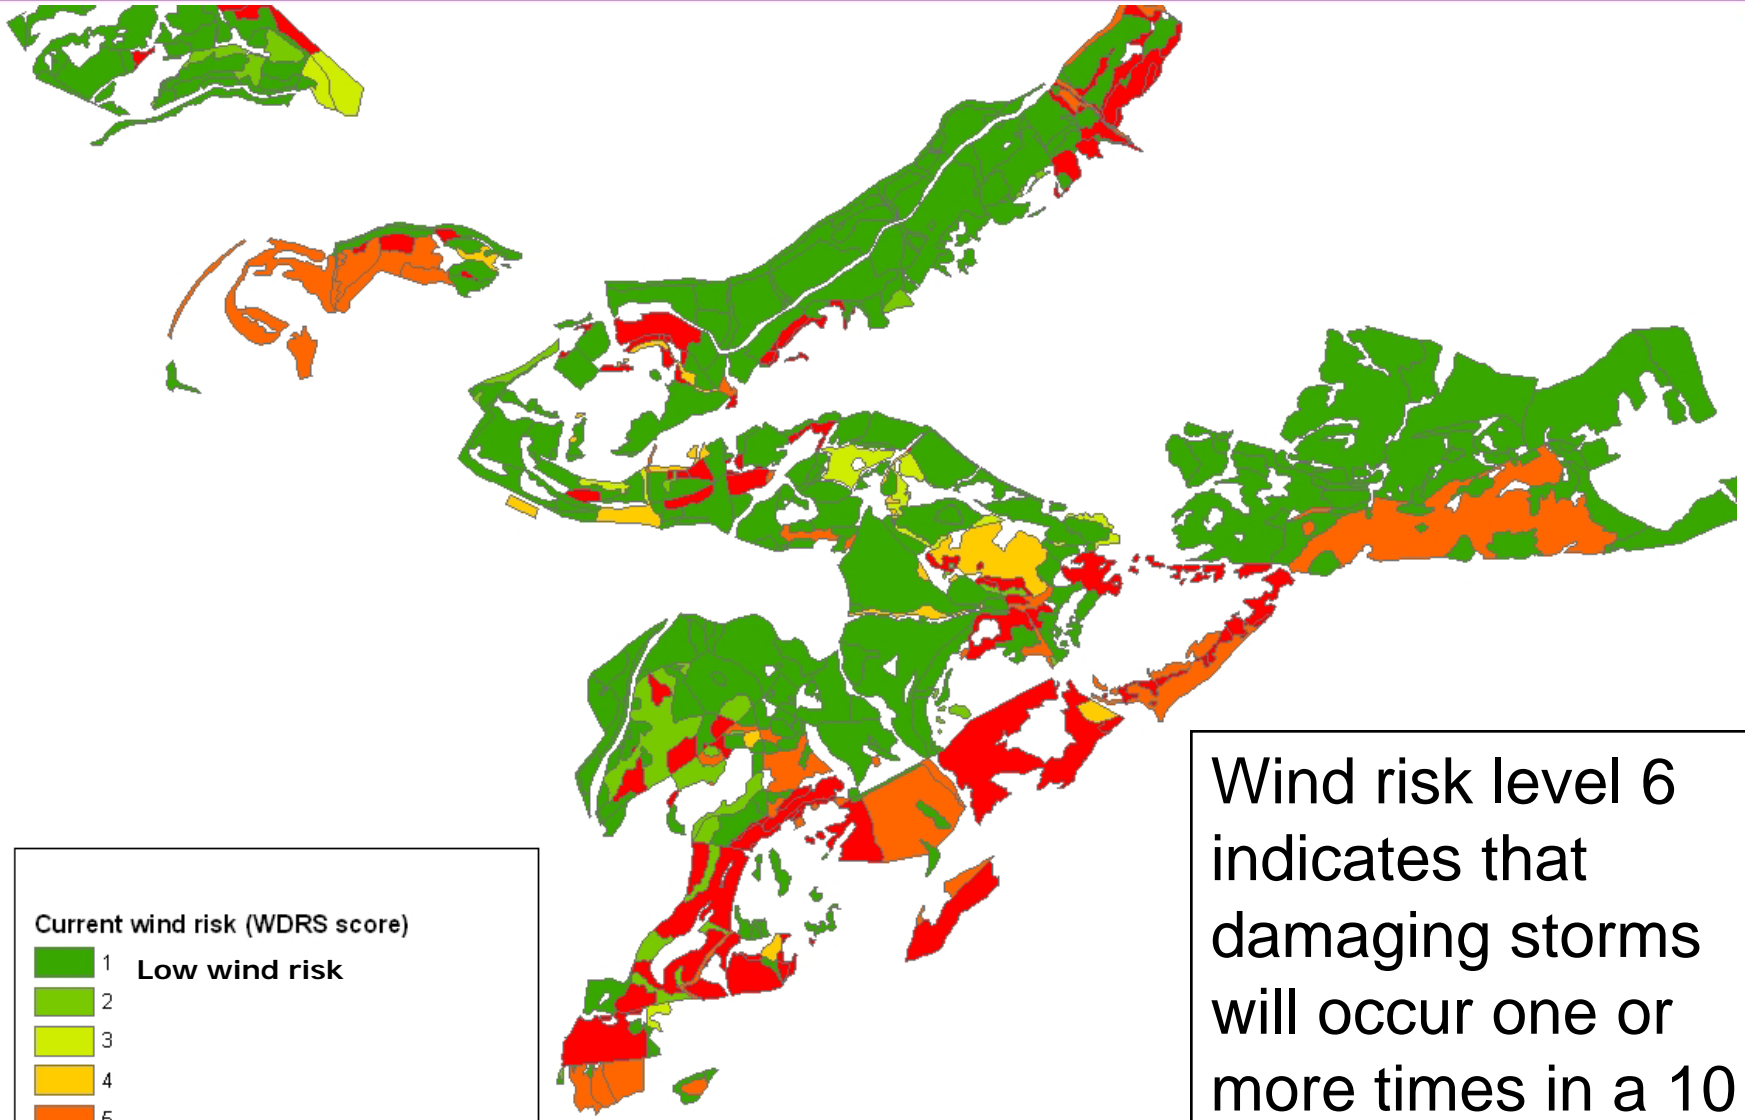 Current wind risk (WDRS score)
1 Low wind risk
2
3
4
5
Wind risk level 6
indicates that
damaging storms
will occur one or
more times in a 10